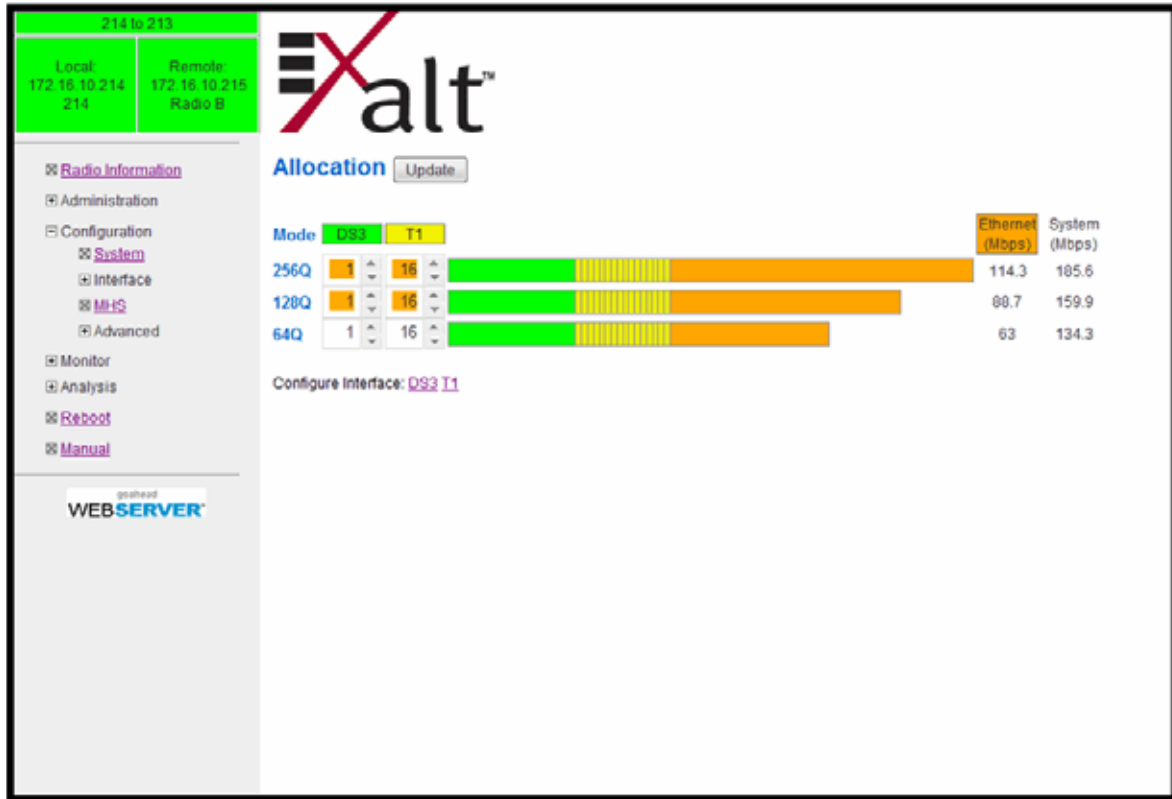 214 to 213
Local:
172.16.10.214
214
Remote:
172.16.10.215
Radio B
Exalt™
Radio Information
Administration
Configuration
System
Interface
MHS
Advanced
Monitor
Analysis
Reboot
Manual
goahead
WEBSERVER
Allocation Update
Mode DS3 T1 Ethernet (Mbps) System (Mbps)
256Q 1 16 114.3 185.6
128Q 1 16 88.7 159.9
64Q 1 16 63 134.3
Configure Interface: DS3 T1